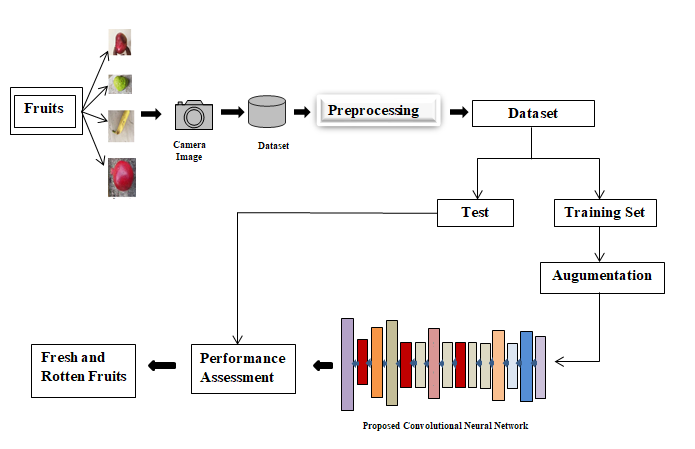 Fruits
Camera
Image
Dataset
Preprocessing
Dataset
Test
Training Set
Augumentation
Fresh and
Rotten Fruits
Performance
Assessment
Proposed Convolutional Neural Network